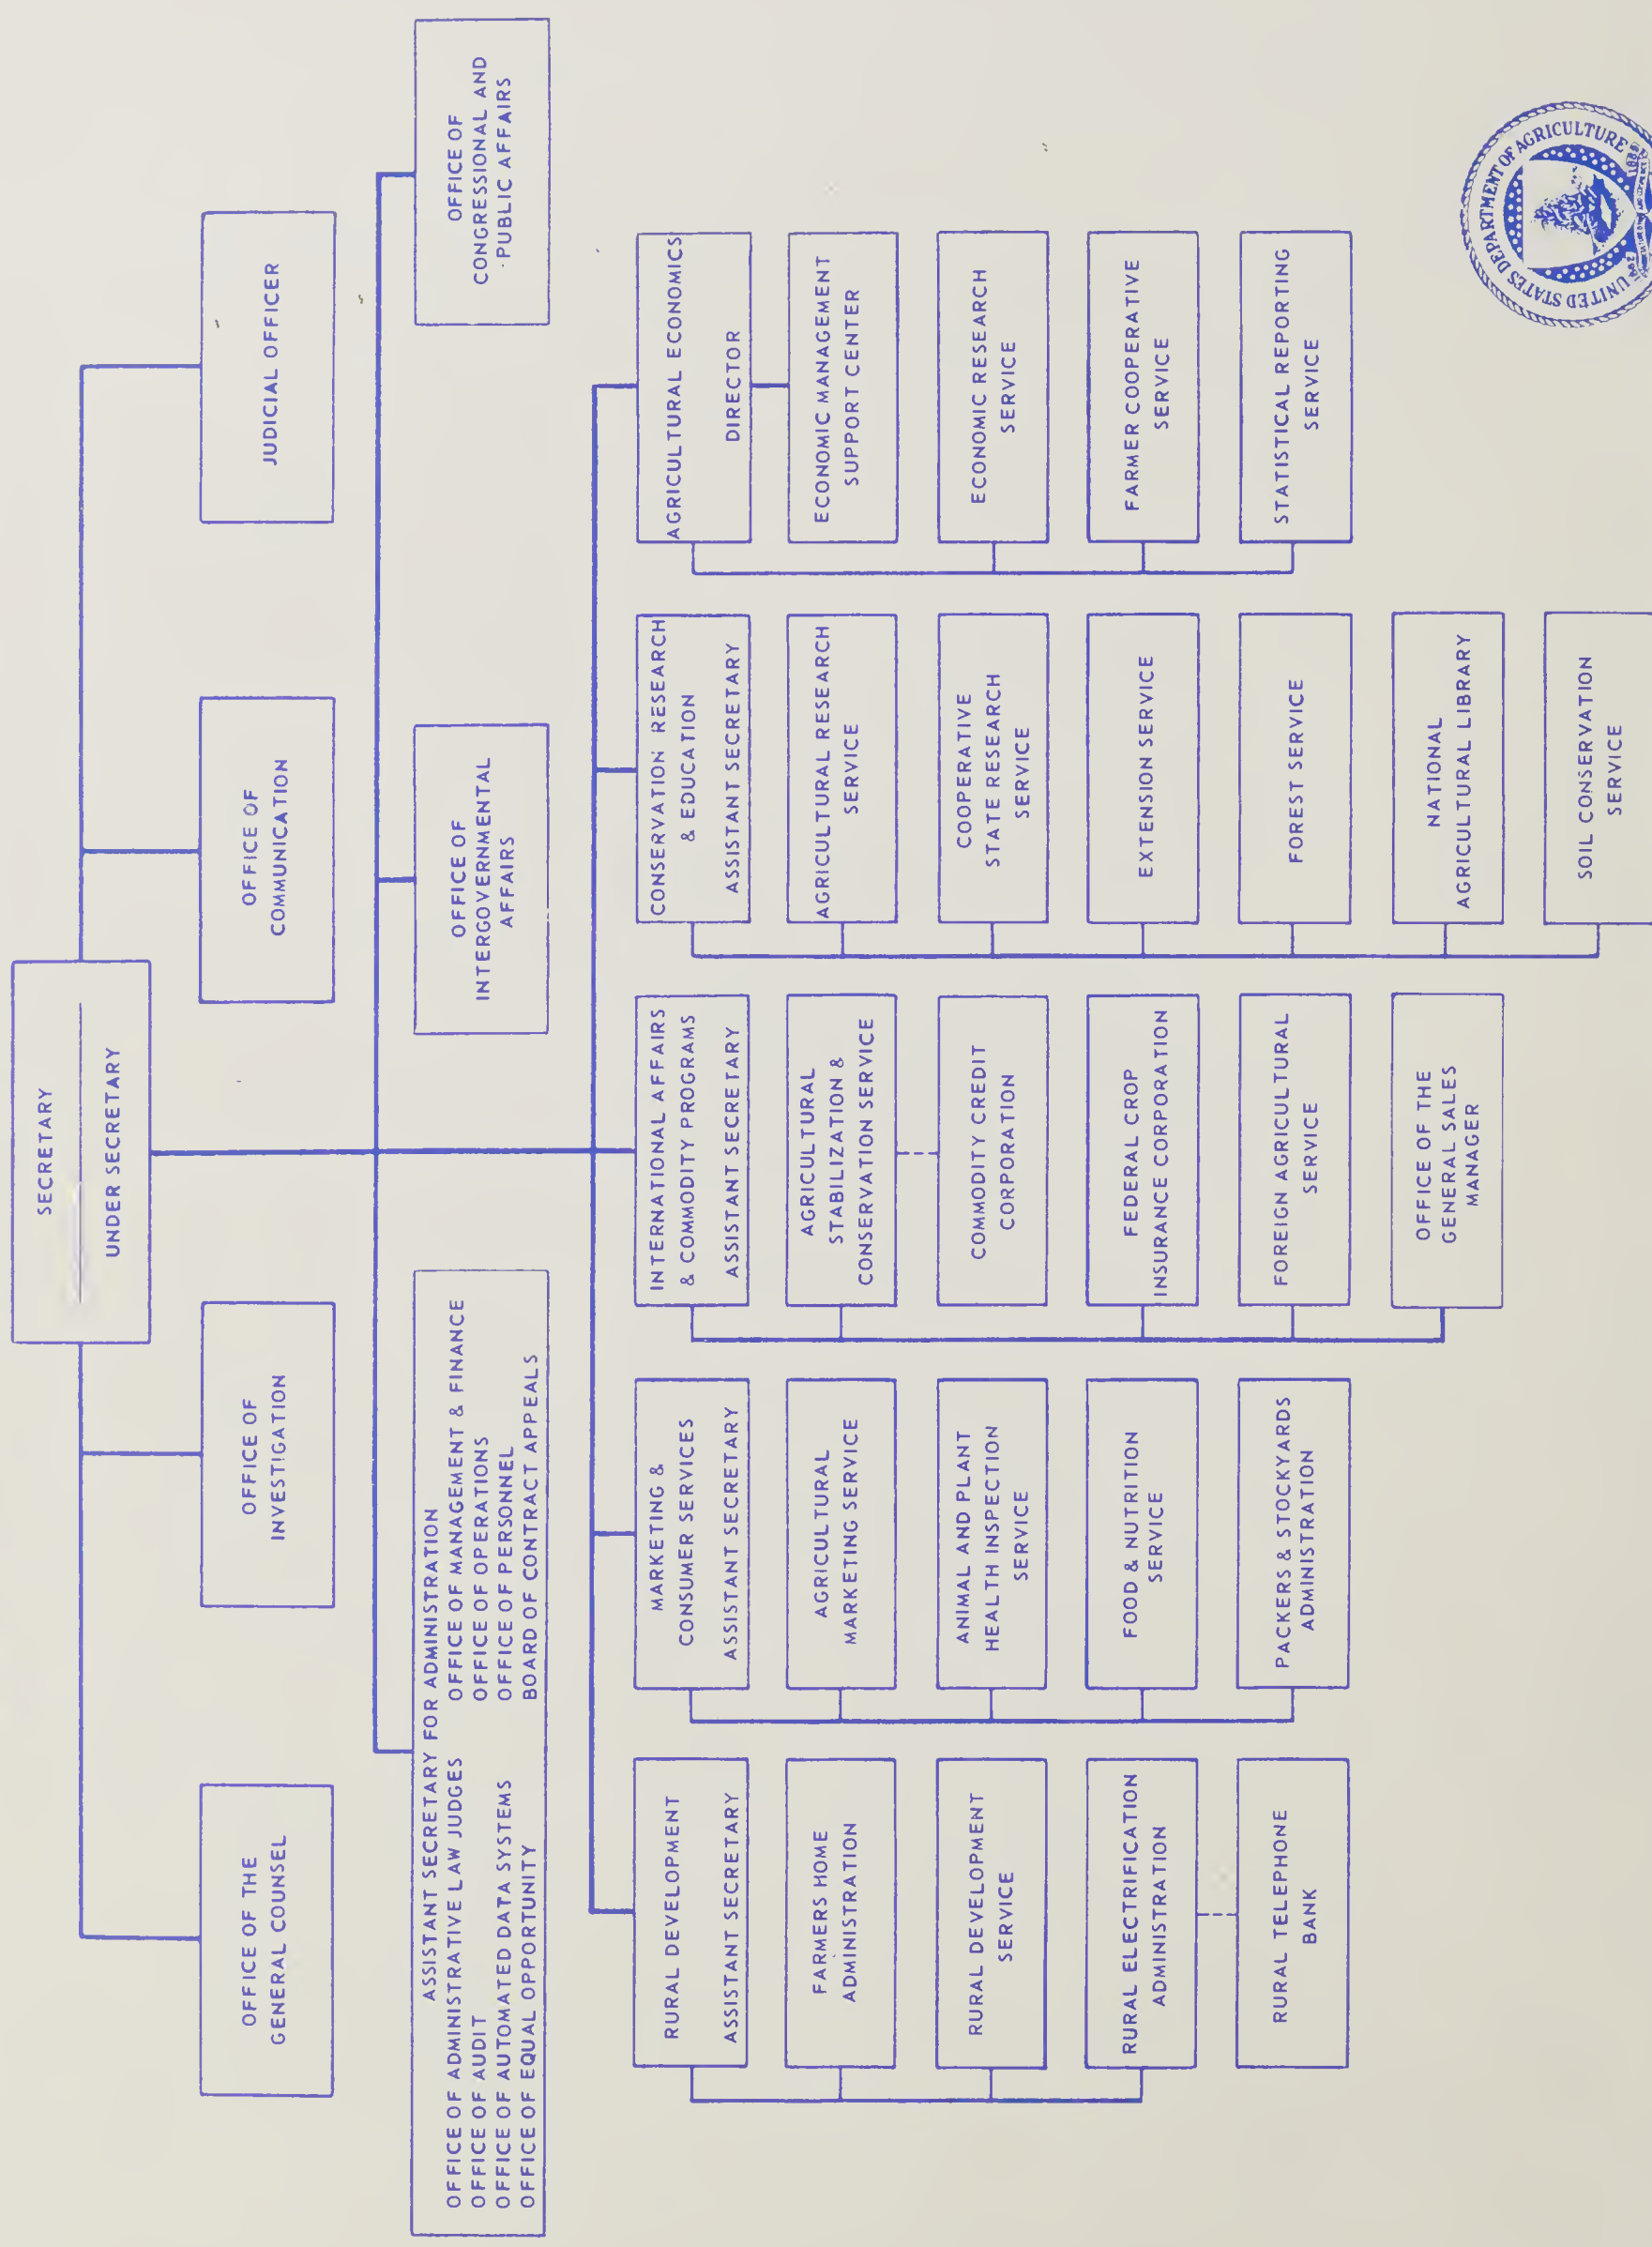 SECRETARY
UNDER SECRETARY
OFFICE OF THE
GENERAL COUNSEL
OFFICE OF
INVESTIGATION
OFFICE OF
COMMUNICATION
JUDICIAL OFFICER
ASSISTANT SECRETARY FOR ADMINISTRATION
OFFICE OF ADMINISTRATIVE LAW JUDGES
OFFICE OF AUDIT
OFFICE OF AUTOMATED DATA SYSTEMS
OFFICE OF EQUAL OPPORTUNITY
OFFICE OF MANAGEMENT & FINANCE
OFFICE OF OPERATIONS
OFFICE OF PERSONNEL
BOARD OF CONTRACT APPEALS
OFFICE OF
INTERGOVERNMENTAL
AFFAIRS
OFFICE OF
CONGRESSIONAL AND
PUBLIC AFFAIRS
RURAL DEVELOPMENT
ASSISTANT SECRETARY
FARMERS HOME
ADMINISTRATION
RURAL DEVELOPMENT
SERVICE
RURAL ELECTRIFICATION
ADMINISTRATION
RURAL TELEPHONE
BANK
MARKETING &
CONSUMER SERVICES
ASSISTANT SECRETARY
AGRICULTURAL
MARKETING SERVICE
ANIMAL AND PLANT
HEALTH INSPECTION
SERVICE
FOOD & NUTRITION
SERVICE
PACKERS & STOCKYARDS
ADMINISTRATION
INTERNATIONAL AFFAIRS
& COMMODITY PROGRAMS
ASSISTANT SECRETARY
AGRICULTURAL
STABILIZATION &
CONSERVATION SERVICE
COMMODITY CREDIT
CORPORATION
FEDERAL CROP
INSURANCE CORPORATION
FOREIGN AGRICULTURAL
SERVICE
OFFICE OF THE
GENERAL SALES
MANAGER
CONSERVATION RESEARCH
& EDUCATION
ASSISTANT SECRETARY
AGRICULTURAL RESEARCH
SERVICE
COOPERATIVE
STATE RESEARCH
SERVICE
EXTENSION SERVICE
FOREST SERVICE
NATIONAL
AGRICULTURAL LIBRARY
SOIL CONSERVATION
SERVICE
AGRICULTURAL ECONOMICS
DIRECTOR
ECONOMIC MANAGEMENT
SUPPORT CENTER
ECONOMIC RESEARCH
SERVICE
FARMER COOPERATIVE
SERVICE
STATISTICAL REPORTING
SERVICE
UNITED STATES DEPARTMENT OF AGRICULTURE